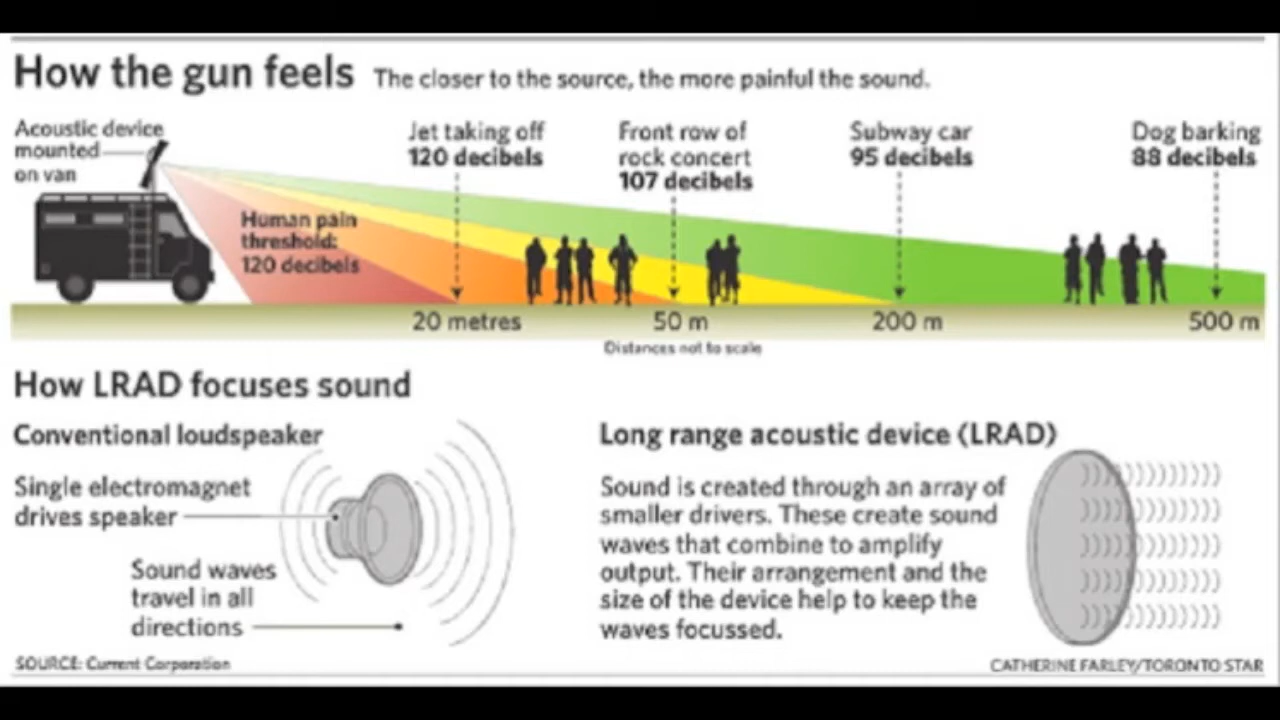 How the gun feels The closer to the source, the more painful the sound.
Acoustic device
mounted
on van
Jet taking off
120 decibels
Front row of
rock concert
107 decibels
Subway car
95 decibels
Dog barking
88 decibels
Human pain
threshold:
120 decibels
20 metres
50 m
200 m
500 m
Distances not to scale
How LRAD focuses sound
Conventional loudspeaker
Single electromagnet
drives speaker
Sound waves
travel in all
directions
Long range acoustic device (LRAD)
Sound is created through an array of
smaller drivers. These create sound
waves that combine to amplify
output. Their arrangement and the
size of the device help to keep the
waves focussed.
SOURCE: Current Corporation
CATHERINE FARLEY/TORONTO STAR